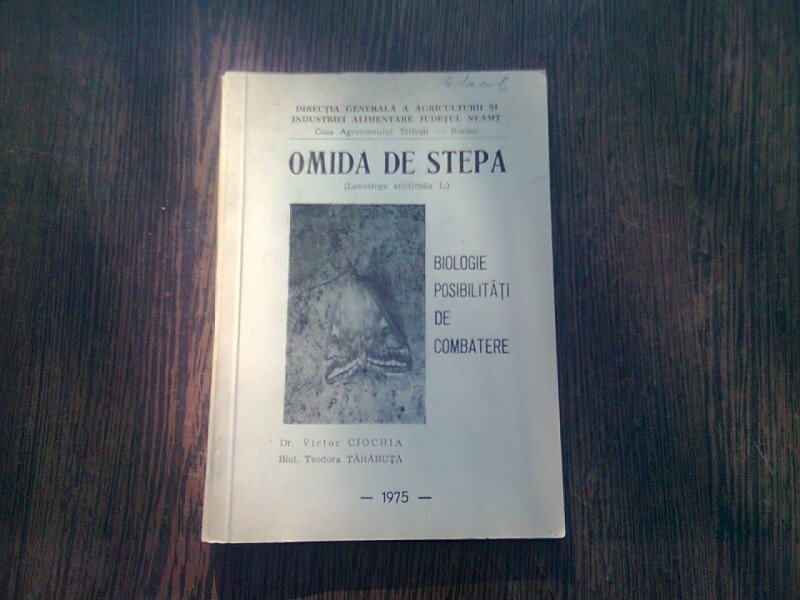 DIRECȚIA GENERALĂ A AGRICULTURII ȘI
INDUSTRIEI ALIMENTARE JUDEȚUL NEAMȚ
Casa Agronomului Trifești — Roman
OMIDA DE STEPA
(Loxostege sticticalis L.)
BIOLOGIE
POSIBILITĂȚI
DE
COMBATERE
Dr. Victor CIOCHIA
Biol. Teodora TĂRĂBUȚA
— 1975 —